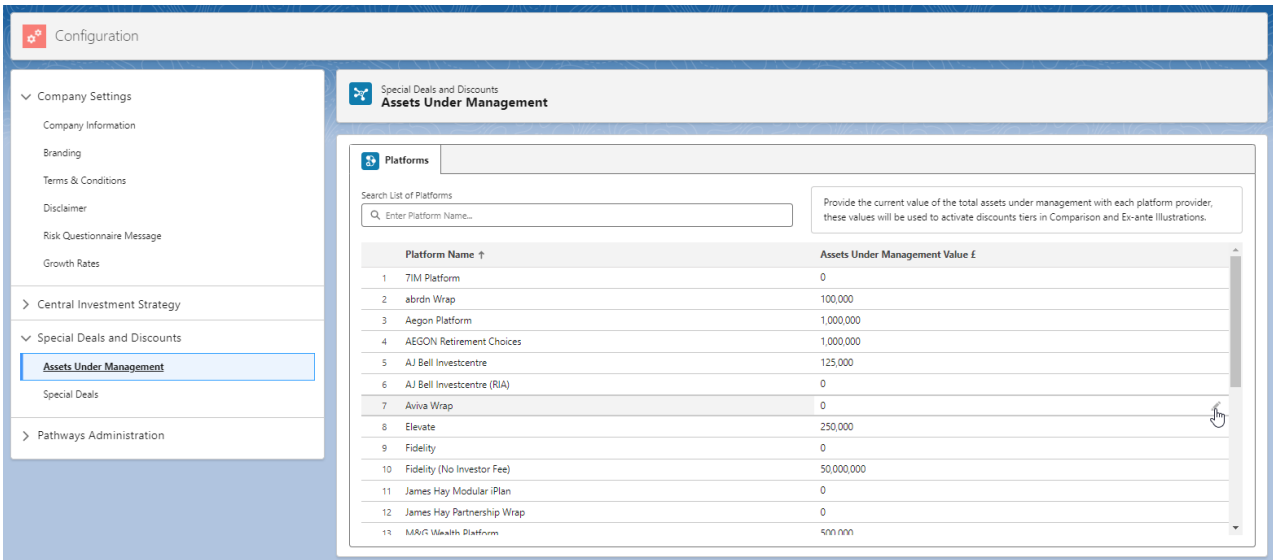 Configuration
Company Settings
Company Information
Branding
Terms & Conditions
Disclaimer
Risk Questionnaire Message
Growth Rates
Central Investment Strategy
Special Deals and Discounts
Assets Under Management
Special Deals
Pathways Administration
Special Deals and Discounts
Assets Under Management
Platforms
Search List of Platforms
Enter Platform Name...
Provide the current value of the total assets under management with each platform provider,
these values will be used to activate discounts tiers in Comparison and Ex-ante Illustrations.
Platform Name ↑ Assets Under Management Value £
1 7IM Platform 0
2 abrdn Wrap 100,000
3 Aegon Platform 1,000,000
4 AEGON Retirement Choices 1,000,000
5 AJ Bell Investcentre 125,000
6 AJ Bell Investcentre (RIA) 0
7 Aviva Wrap 0
8 Elevate 250,000
9 Fidelity 0
10 Fidelity (No Investor Fee) 50,000,000
11 James Hay Modular iPlan 0
12 James Hay Partnership Wrap 0
13 M&G Wealth Platform 500,000